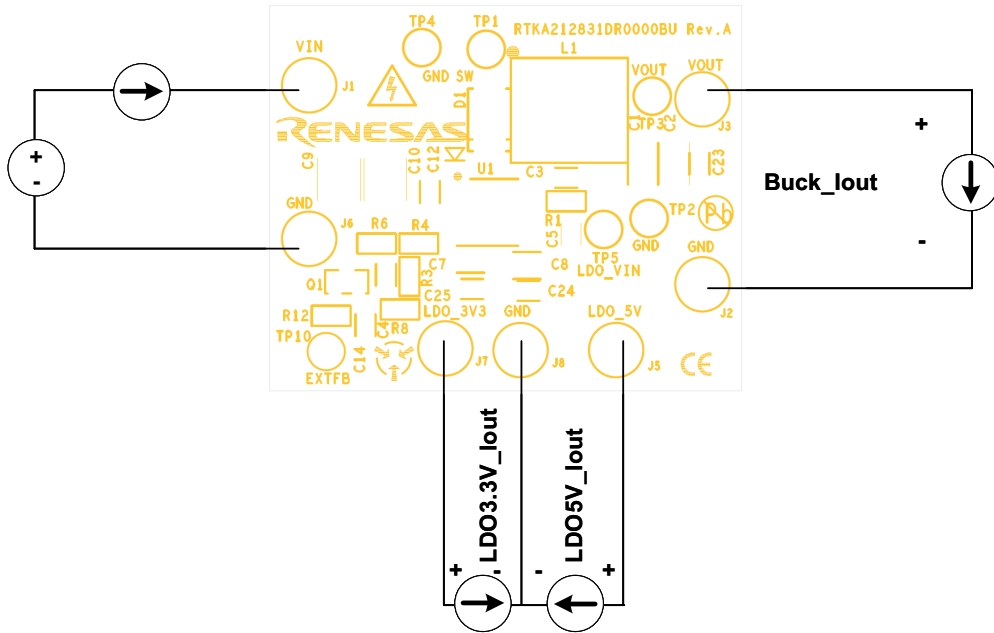 TP4
TP1
RTKA212831DR0000BU Rev.A
VIN
L1
J1
GND SW
VOUT
VOUT
D1
RENESAS
C1
C2
TP3
J3
C9
C10
C12
C23
U1
C3
Buck_Iout
+
-
+
-
GND
J6
R6
R4
R1
C5
TP2
Pb
GND
GND
TP5
LDO_VIN
C7
C8
R3
Q1
C25
C24
J2
R12
R8
C4
LDO_3V3
GND
LDO_5V
TP10
C14
EXTFB
J7
J8
J5
CE
LDO3.3V_Iout
LDO5V_Iout
+
-
-
+